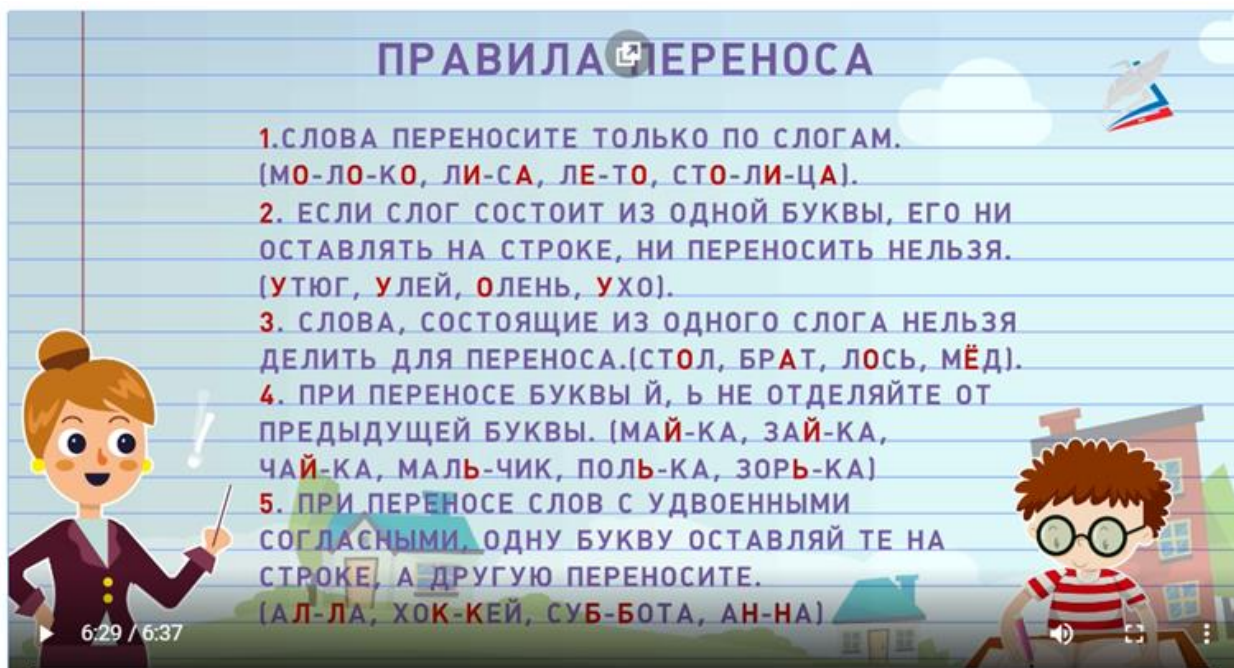 ПРАВИЛА ПЕРЕНОСА
1.СЛОВА ПЕРЕНОСИТЕ ТОЛЬКО ПО СЛОГАМ.
(МО-ЛО-КО, ЛИ-СА, ЛЕ-ТО, СТО-ЛИ-ЦА).
2. ЕСЛИ СЛОГ СОСТОИТ ИЗ ОДНОЙ БУКВЫ, ЕГО НИ
ОСТАВЛЯТЬ НА СТРОКЕ, НИ ПЕРЕНОСИТЬ НЕЛЬЗЯ.
(УТЮГ, УЛЕЙ, ОЛЕНЬ, УХО).
3. СЛОВА, СОСТОЯЩИЕ ИЗ ОДНОГО СЛОГА НЕЛЬЗЯ
ДЕЛИТЬ ДЛЯ ПЕРЕНОСА.(СТОЛ, БРАТ, ЛОСЬ, МЁД).
4. ПРИ ПЕРЕНОСЕ БУКВЫ Й, Ь НЕ ОТДЕЛЯЙТЕ ОТ
ПРЕДЫДУЩЕЙ БУКВЫ. (МАЙ-КА, ЗАЙ-КА,
ЧАЙ-КА, МАЛЬ-ЧИК, ПОЛЬ-КА, ЗОРЬ-КА)
5. ПРИ ПЕРЕНОСЕ СЛОВ С УДВОЕННЫМИ
СОГЛАСНЫМИ, ОДНУ БУКВУ ОСТАВЛЯЙ ТЕ НА
СТРОКЕ, А ДРУГУЮ ПЕРЕНОСИТЕ.
(АЛ-ЛА, ХОК-КЕЙ, СУБ-БОТА, АН-НА)
6:29 / 6:37